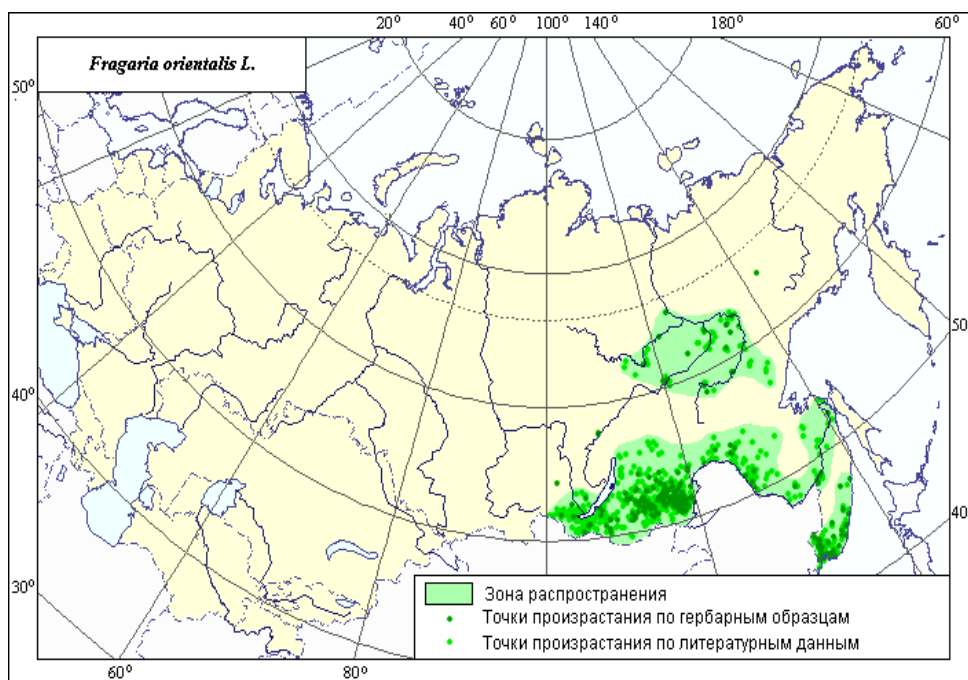 20° 40° 60° 100° 140° 180° 60°
Fragaria orientalis L.
50°
40°
30°
50
40
Зона распространения
Точки произрастания по гербарным образцам
Точки произрастания по литературным данным
60° 80°